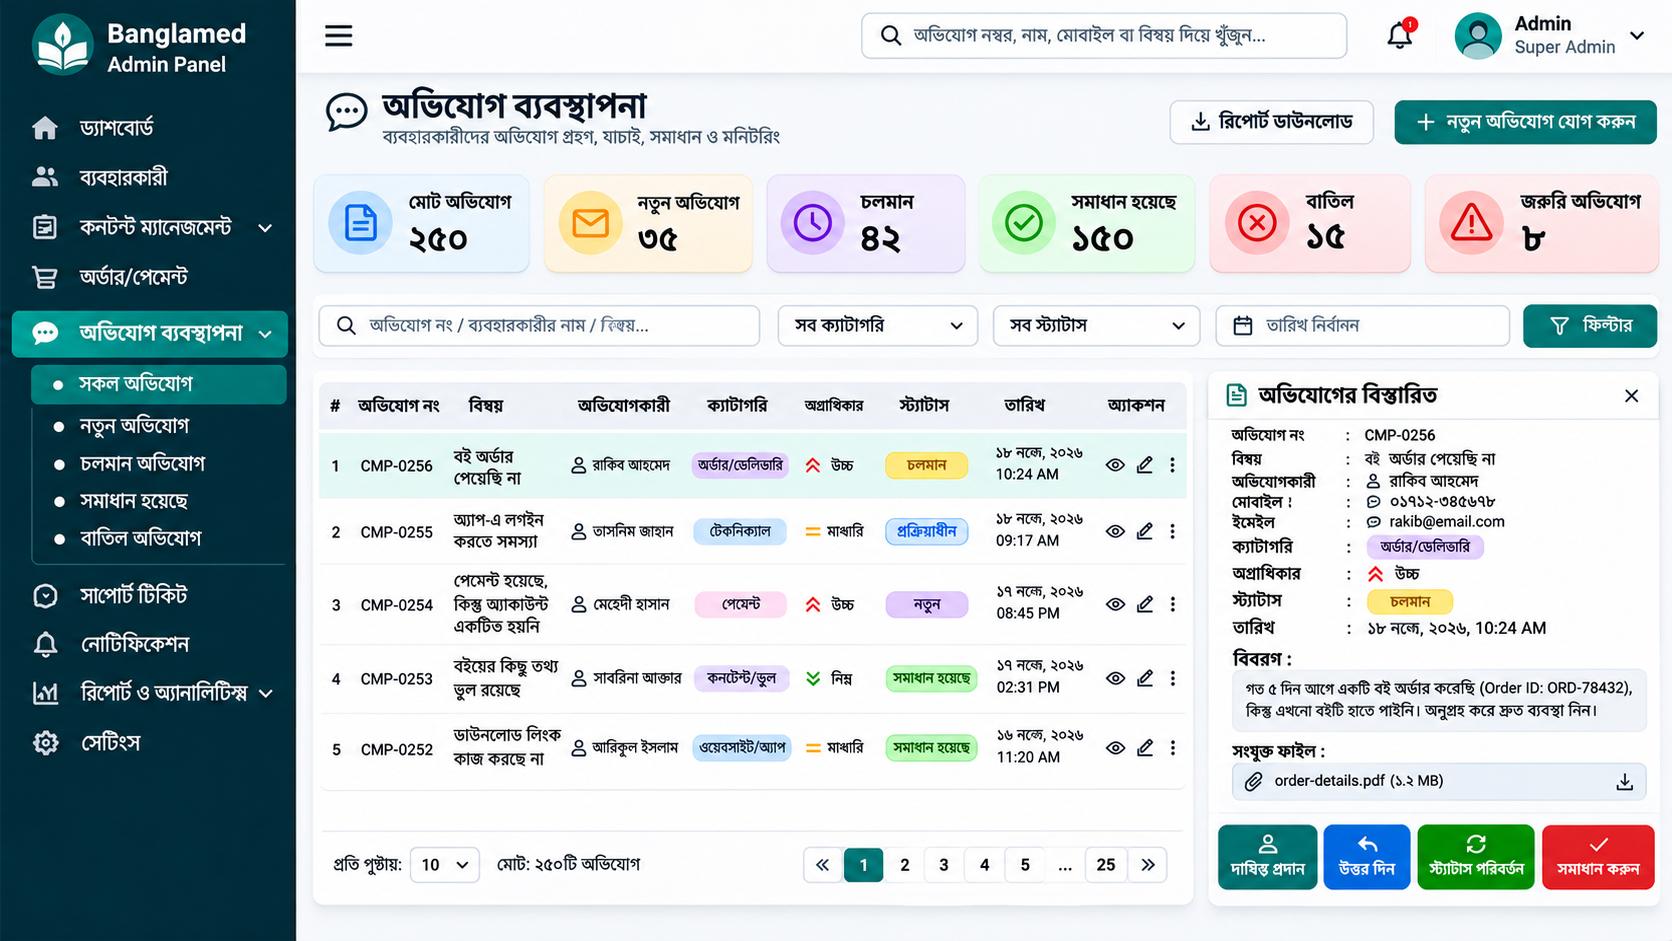 Banglamed
Admin Panel
ড্যাশবোর্ড
ব্যবহারকারী
কনটন্ট ম্যানেজমেন্ট
অর্ডার/পেমেন্ট
অভিযোগ ব্যবস্থাপনা
সকল অভিযোগ
নতুন অভিযোগ
চলমান অভিযোগ
সমাধান হয়েছে
বাতিল অভিযোগ
সাপোর্ট টিকিট
নোটিফিকেশন
রিপোর্ট ও অ্যানালিটিক্স
সেটিংস
অভিযোগ নম্বর, নাম, মোবাইল বা বিষয় দিয়ে খুঁজুন...
1
Admin
Super Admin
অভিযোগ ব্যবস্থাপনা
ব্যবহারকারীদের অভিযোগ গ্রহণ, যাচাই, সমাধান ও মনিটরিং
রিপোর্ট ডাউনলোড
+ নতুন অভিযোগ যোগ করুন
মোট অভিযোগ
২৫০
নতুন অভিযোগ
৩৫
চলমান
৪২
সমাধান হয়েছে
১৫০
বাতিল
১৫
জরুরি অভিযোগ
৮
অভিযোগ নং / ব্যবহারকারীর নাম /
সব ক্যাটাগরি
সব স্ট্যাটাস
তারিখ নির্বানন
ফিল্টার
# অভিযোগ নং বিষয় অভিযোগকারী ক্যাটাগরি অগ্রাধিকার স্ট্যাটাস তারিখ অ্যাকশন
1 CMP-0256 বই অর্ডার পেয়েছি না রাকিব আহমেদ অর্ডার/ডেলিভারি উচ্চ চলমান ১৮ ২০২৬ 10:24 AM
2 CMP-0255 অ্যাপ-এ লগইন করতে সমস্যা তাসনিম জাহান টেকনিক্যাল মাধারি প্রক্রিয়াধীন ১৮ ২০২৬ 09:17 AM
3 CMP-0254 পেমেন্ট হয়েছে, কিন্তু অ্যাকাউন্ট একটিভ হয়নি মেহেদী হাসান পেমেন্ট উচ্চ নতুন ১৭ ২০২৬ 08:45 PM
4 CMP-0253 বইয়ের কিছু তথ্য ভুল রয়েছে সাবরিনা আক্তার কনটেন্ট/ভুল নিম্ন সমাধান হয়েছে ১৭ ২০২৬ 02:31 PM
5 CMP-0252 ডাউনলোড লিংক কাজ করছে না আরিকুল ইসলাম ওয়েবসাইট/অ্যাপ মাধারি সমাধান হয়েছে ১৬ ২০২৬ 11:20 AM
প্রতি পৃষ্টায়: 10 মোট: ২৫০টি অভিযোগ
« 1 2 3 4 5 ... 25 »
অভিযোগের বিস্তারিত
অভিযোগ নং : CMP-0256
বিষয় : বই অর্ডার পেয়েছি না
অভিযোগকারী : রাকিব আহমেদ
মোবাইল : ০১৭১২-৩৪৫৬৭৮
ইমেইল : rakib@email.com
ক্যাটাগরি : অর্ডার/ডেলিভারি
অগ্রাধিকার : উচ্চ
স্ট্যাটাস : চলমান
তারিখ : ১৮ ২০২৬, 10:24 AM
বিবরণ :
গত ৫ দিন আগে একটি বই অর্ডার করেছি (Order ID: ORD-78432),
কিন্তু এখনো বইটি হাতে পাইনি। অনুগ্রহ করে দ্রুত ব্যবস্থা নিন।
সংযুক্ত ফাইল :
order-details.pdf (১.২ MB)
প্রদান
উত্তর দিন
স্ট্যাটাস পরিবর্তন
সমাধান করুন